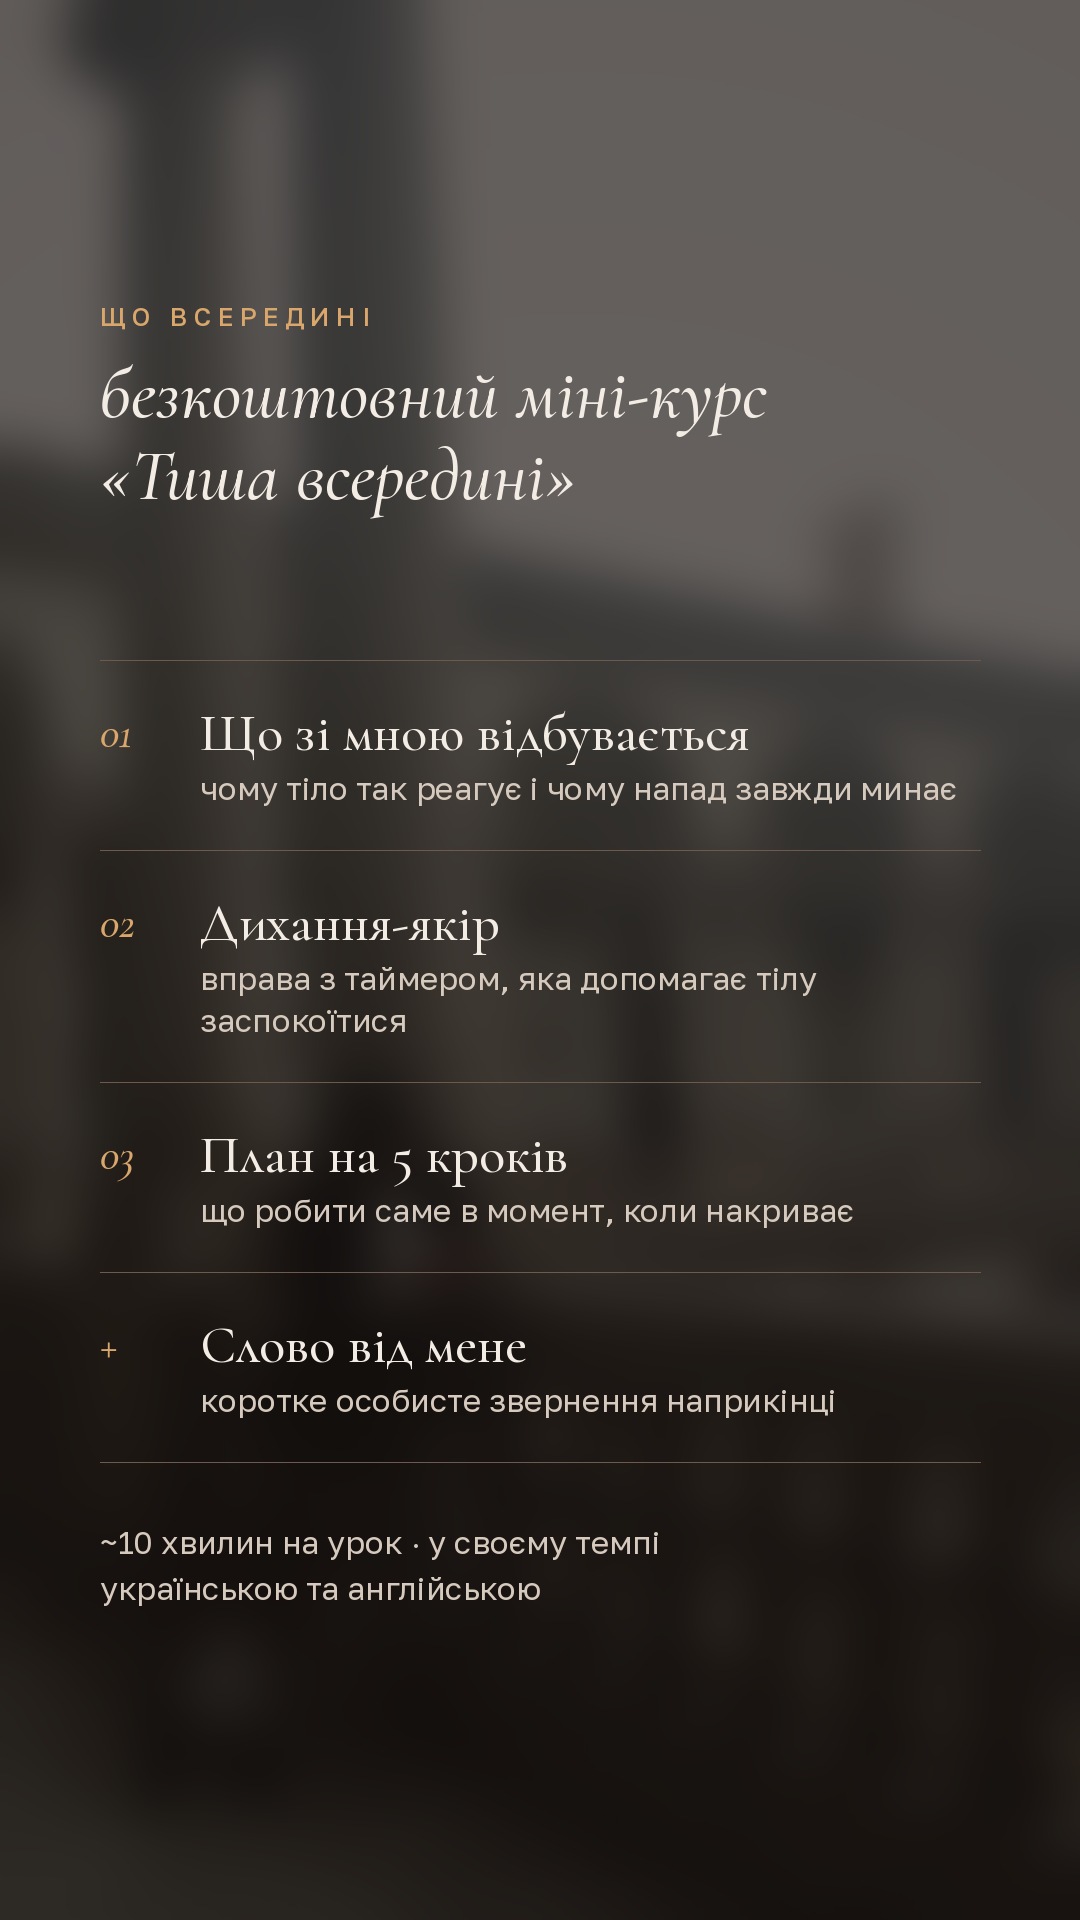 ЩО ВСЕРЕДИНІ
безкоштовний міні-курс
«Тиша всередині»
01 Що зі мною відбувається
чому тіло так реагує і чому напад завжди минає
02 Дихання-якір
вправа з таймером, яка допомагає тілу
заспокоїтися
03 План на 5 кроків
що робити саме в момент, коли накриває
+ Слово від мене
коротке особисте звернення наприкінці
~10 хвилин на урок · у своєму темпі
українською та англійською